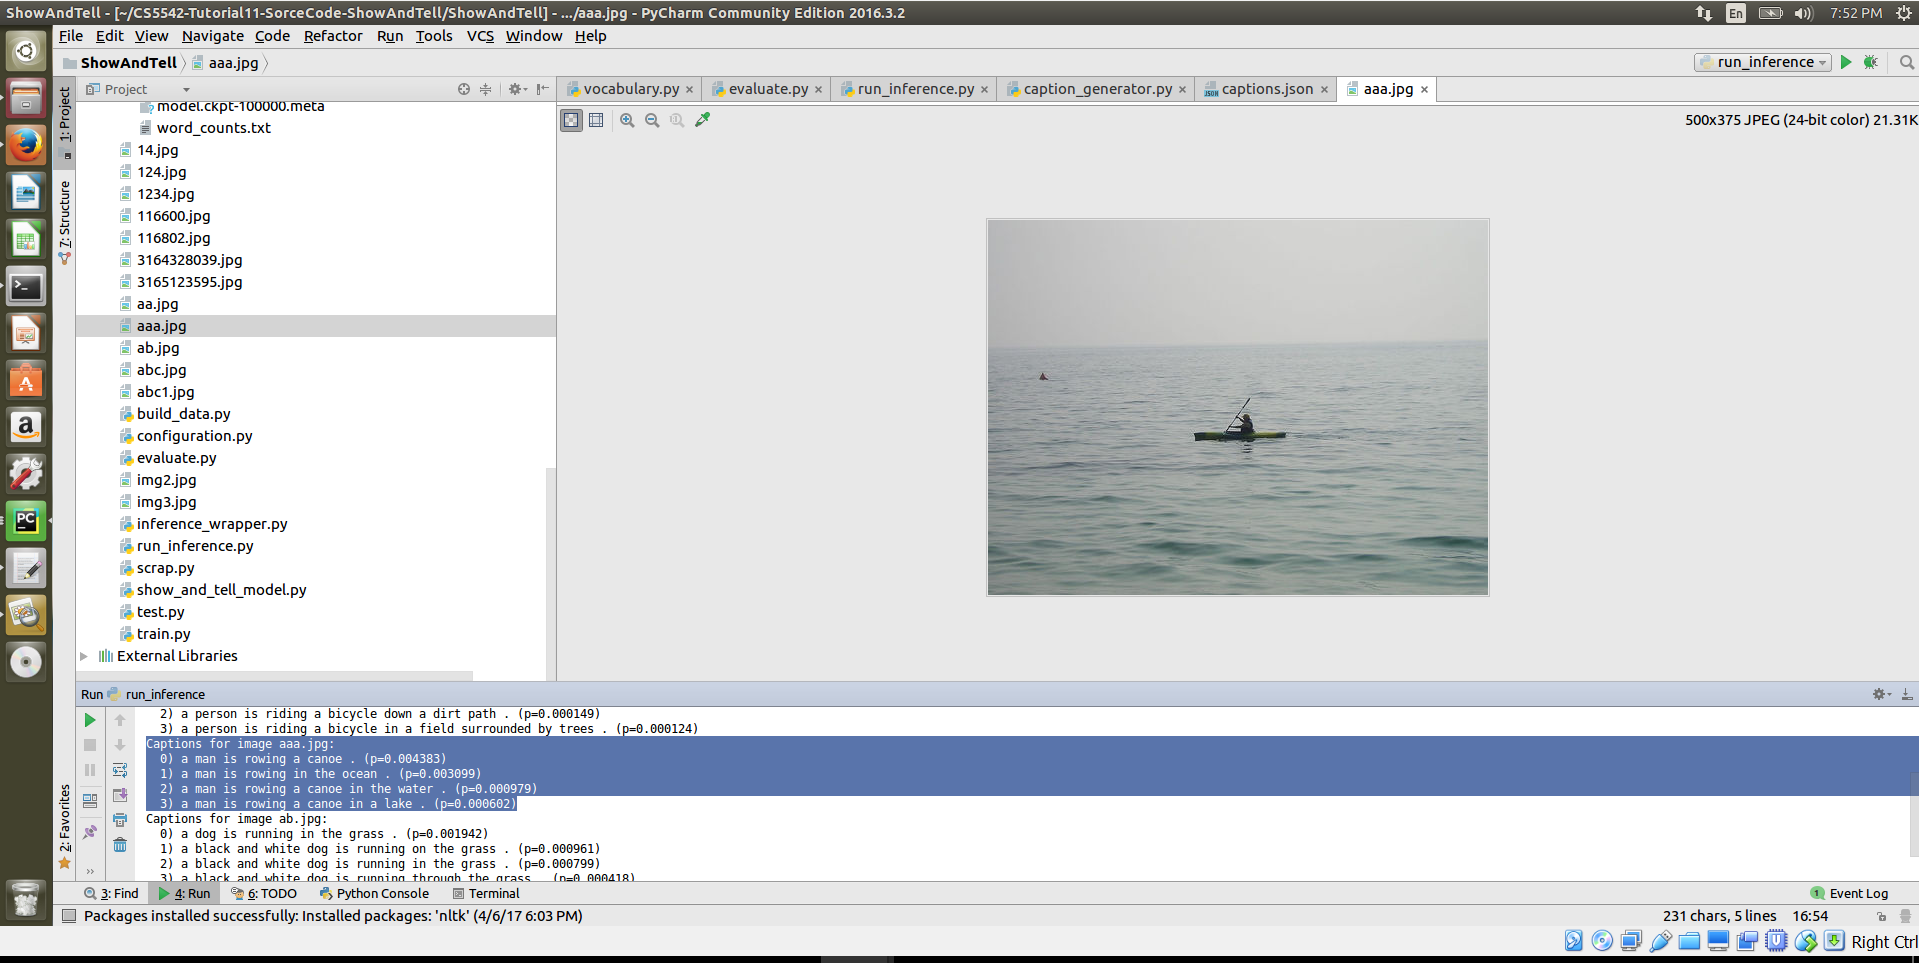 ShowAndTell - [~/CS5542-Tutorial11-SorceCode-ShowAndTell/ShowAndTell] - .../aaa.jpg - PyCharm Community Edition 2016.3.2
En
7:52 PM
File Edit View Navigate Code Refactor Run Tools VCS Window Help
ShowAndTell aaa.jpg
run_inference
1: Project
7: Structure
2: Favorites
Project
vocabulary.py evaluate.py run_inference.py caption_generator.py captions.json aaa.jpg
500x375 JPEG (24-bit color) 21.31K
model.ckpt-100000.meta
word_counts.txt
14.jpg
124.jpg
1234.jpg
116600.jpg
116802.jpg
3164328039.jpg
3165123595.jpg
aa.jpg
aaa.jpg
ab.jpg
abc.jpg
abc1.jpg
build_data.py
configuration.py
evaluate.py
img2.jpg
img3.jpg
inference_wrapper.py
run_inference.py
scrap.py
show_and_tell_model.py
test.py
train.py
External Libraries
Run run_inference
2) a person is riding a bicycle down a dirt path . (p=0.000149)
3) a person is riding a bicycle in a field surrounded by trees . (p=0.000124)
Captions for image aaa.jpg:
0) a man is rowing a canoe . (p=0.004383)
1) a man is rowing in the ocean . (p=0.003099)
2) a man is rowing a canoe in the water . (p=0.000979)
3) a man is rowing a canoe in a lake . (p=0.000602)
Captions for image ab.jpg:
0) a dog is running in the grass . (p=0.001942)
1) a black and white dog is running on the grass . (p=0.000961)
2) a black and white dog is running in the grass . (p=0.000799)
3) a black and white dog is running through the grass . (p=0.000418)
3: Find 4: Run 6: TODO Python Console Terminal
1 Event Log
Packages installed successfully: Installed packages: 'nltk' (4/6/17 6:03 PM)
231 chars, 5 lines 16:54
Right Ctrl